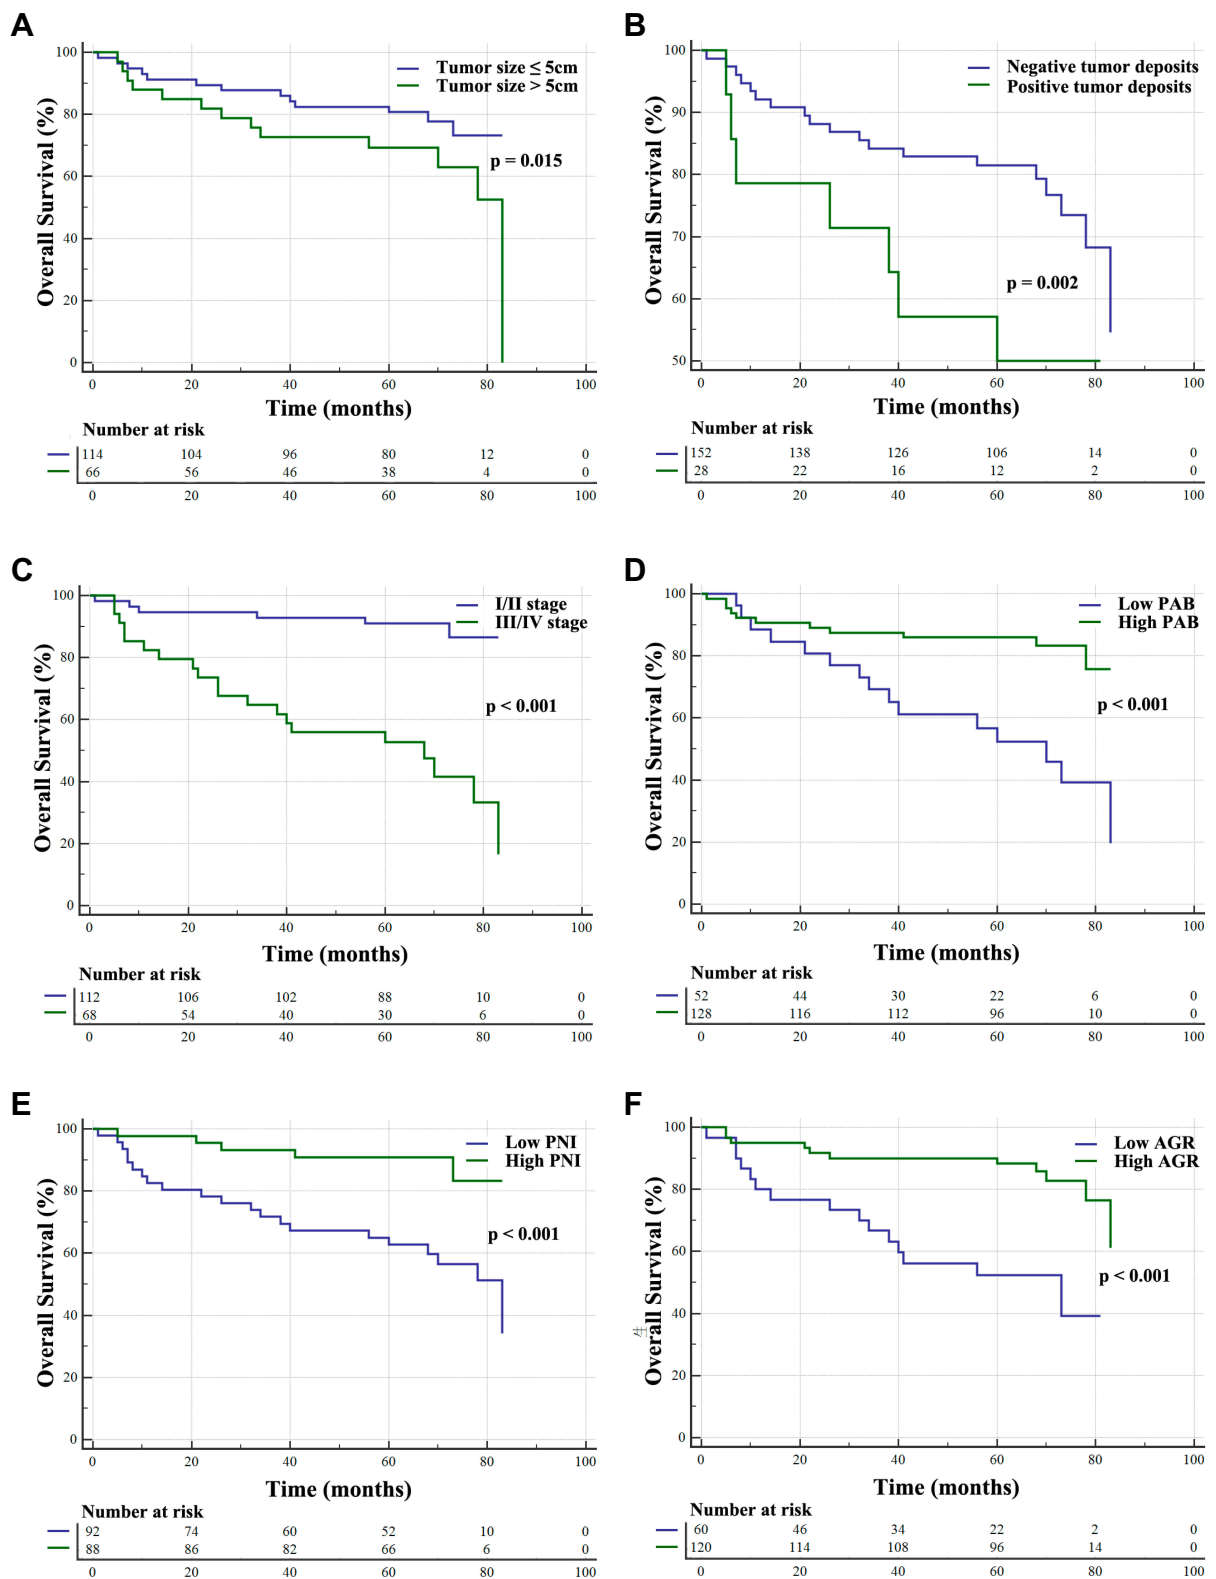 A
Overall Survival (%)
100
80
60
40
20
0
Tumor size ≤ 5cm
Tumor size > 5cm
p = 0.015
0 20 40 60 80 100
Time (months)
Number at risk
114 104 96 80 12 0
66 56 46 38 4 0
0 20 40 60 80 100
B
Overall Survival (%)
100
90
80
70
60
50
Negative tumor deposits
Positive tumor deposits
p = 0.002
0 20 40 60 80 100
Time (months)
Number at risk
152 138 126 106 14 0
28 22 16 12 2 0
0 20 40 60 80 100
C
Overall Survival (%)
100
80
60
40
20
0
I/II stage
III/IV stage
p < 0.001
0 20 40 60 80 100
Time (months)
Number at risk
112 106 102 88 10 0
68 54 40 30 6 0
0 20 40 60 80 100
D
Overall Survival (%)
100
80
60
40
20
0
Low PAB
High PAB
p < 0.001
0 20 40 60 80 100
Time (months)
Number at risk
52 44 30 22 6 0
128 116 112 96 10 0
0 20 40 60 80 100
E
Overall Survival (%)
100
80
60
40
20
0
Low PNI
High PNI
p < 0.001
0 20 40 60 80 100
Time (months)
Number at risk
92 74 60 52 10 0
88 86 82 66 6 0
0 20 40 60 80 100
F
Overall Survival (%)
100
80
60
40
20
0
Low AGR
High AGR
p < 0.001
0 20 40 60 80 100
Time (months)
Number at risk
60 46 34 22 2 0
120 114 108 96 14 0
0 20 40 60 80 100